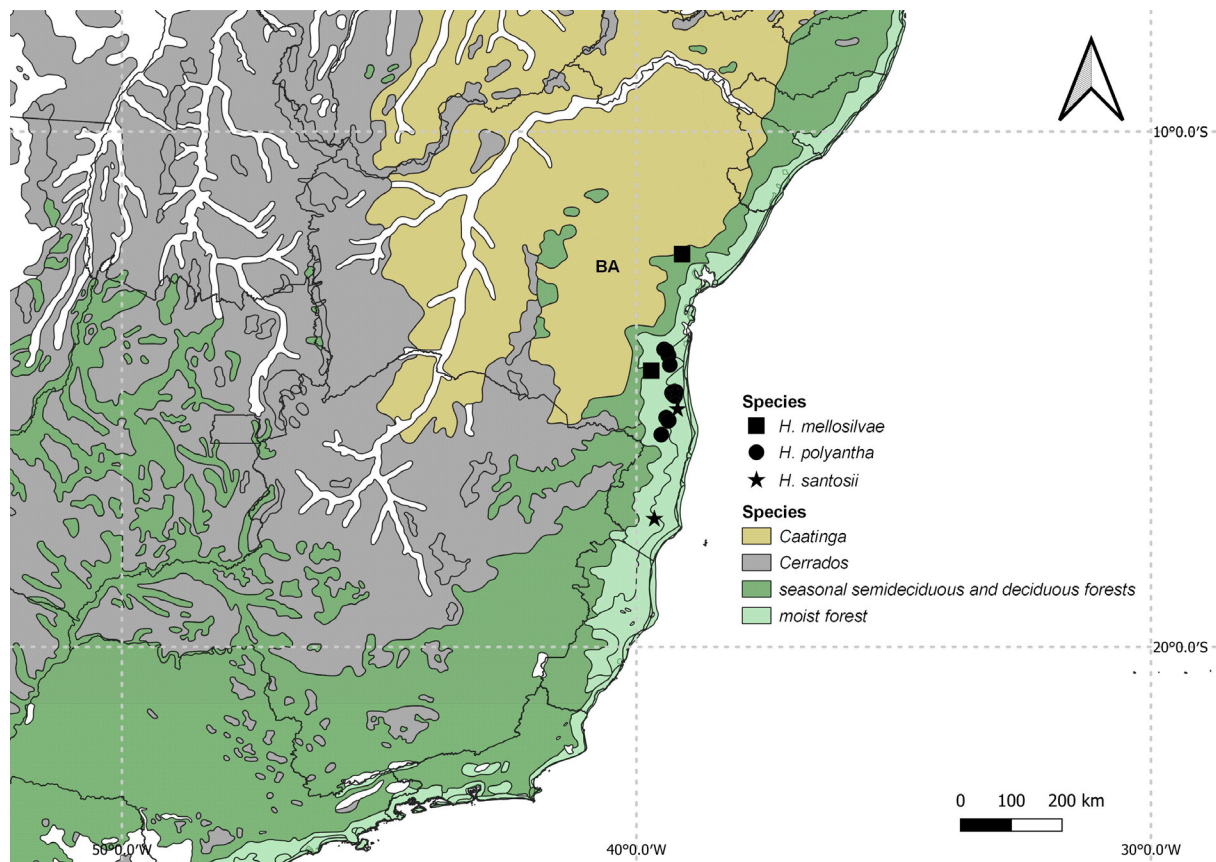 10°0.0'S
BA
Species
H. mellosilvae
H. polyantha
H. santosii
Species
Caatinga
Cerrados
seasonal semideciduous and deciduous forests
moist forest
20°0.0'S
0 100 200 km
50°0.0'W 40°0.0'W 30°0.0'W